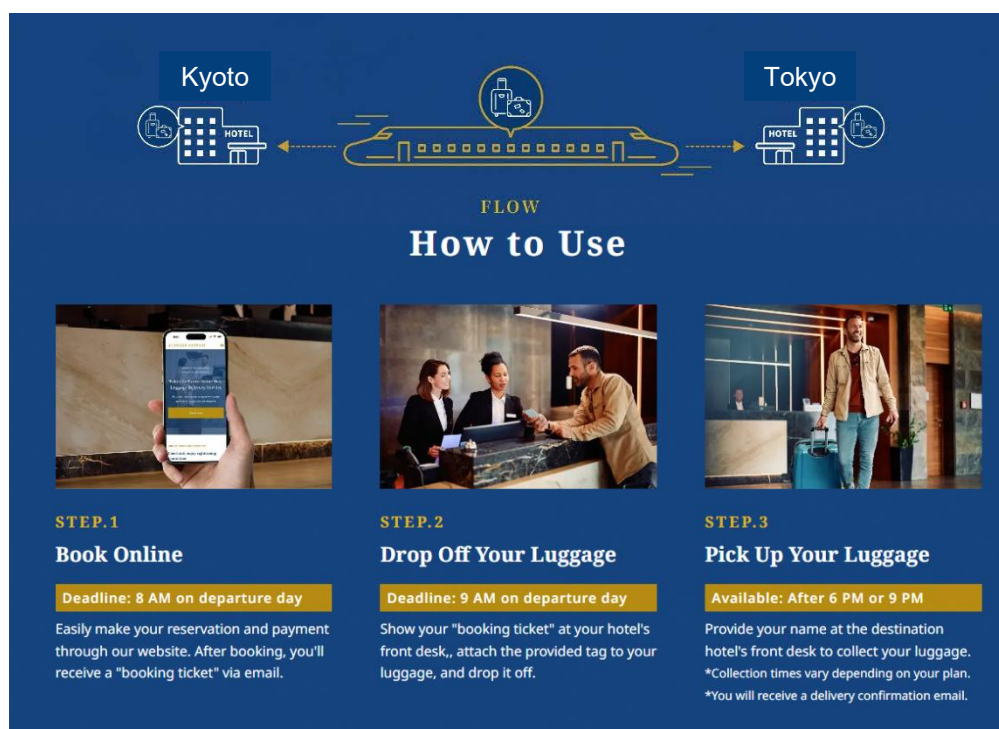 Kyoto
Tokyo
HOTEL
HOTEL
FLOW
How to Use
STEP.1
Book Online
Deadline: 8 AM on departure day
Easily make your reservation and payment
through our website. After booking, you'll
receive a "booking ticket" via email.
STEP.2
Drop Off Your Luggage
Deadline: 9 AM on departure day
Show your "booking ticket" at your hotel's
front desk,, attach the provided tag to your
luggage, and drop it off.
STEP.3
Pick Up Your Luggage
Available: After 6 PM or 9 PM
Provide your name at the destination
hotel's front desk to collect your luggage.
*Collection times vary depending on your plan.
*You will receive a delivery confirmation email.